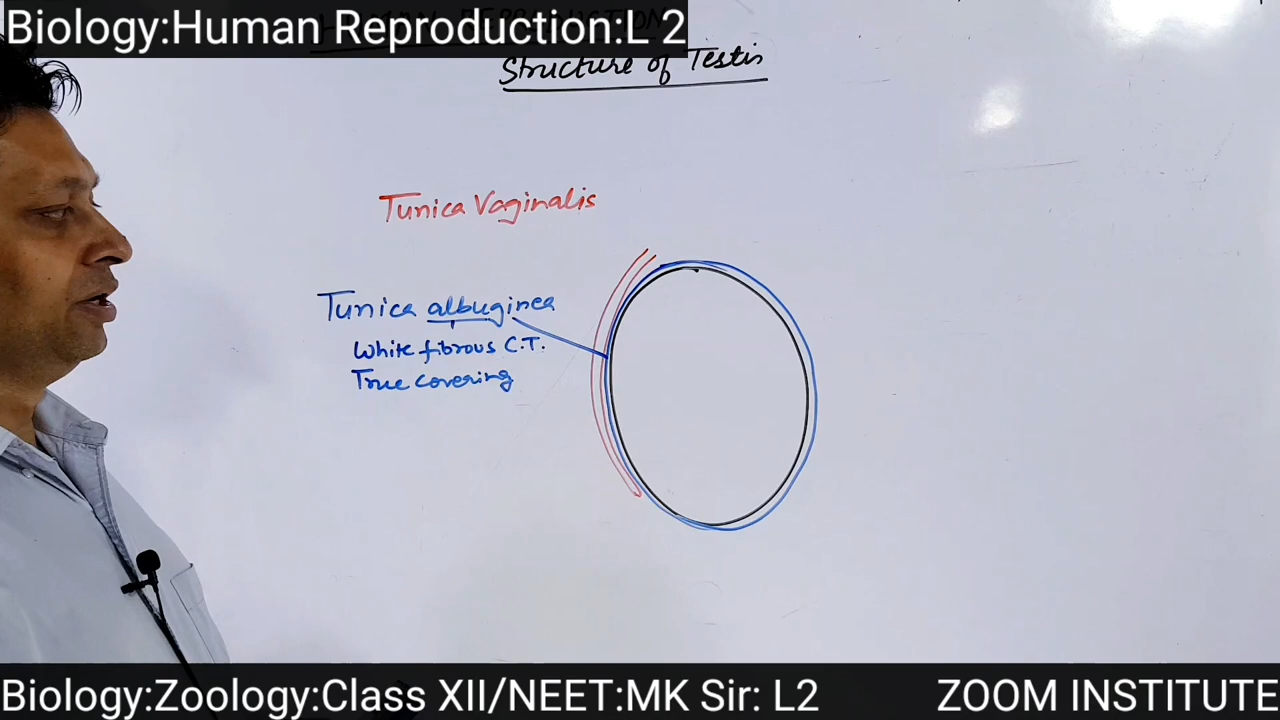 Biology:Human Reproduction:L 2
Structure of Testis
Tunica Vaginalis
Tunica albuginea
White fibrous C.T.
True covering
Biology:Zoology:Class XII/NEET:MK Sir: L2
ZOOM INSTITUTE